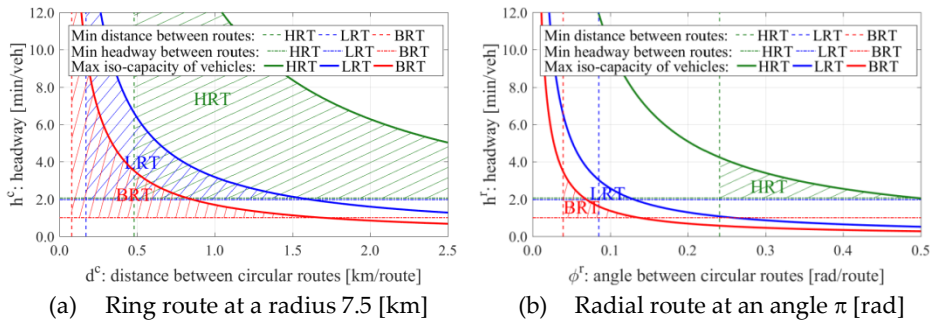 12.0
10.0
8.0
6.0
4.0
2.0
0.0
h^c: headway [min/veh]
Min distance between routes: HRT LRT BRT
Min headway between routes: HRT LRT BRT
Max iso-capacity of vehicles: HRT LRT BRT
HRT
LRT
BRT
0.0 0.5 1.0 1.5 2.0 2.5
d^c: distance between circular routes [km/route]
(a) Ring route at a radius 7.5 [km]
12.0
10.0
8.0
6.0
4.0
2.0
0.0
h^r: headway [min/veh]
Min distance between routes: HRT LRT BRT
Min headway between routes: HRT LRT BRT
Max iso-capacity of vehicles: HRT LRT BRT
HRT
LRT
BRT
0.0 0.1 0.2 0.3 0.4 0.5
ϕ^r: angle between circular routes [rad/route]
(b) Radial route at an angle π [rad]